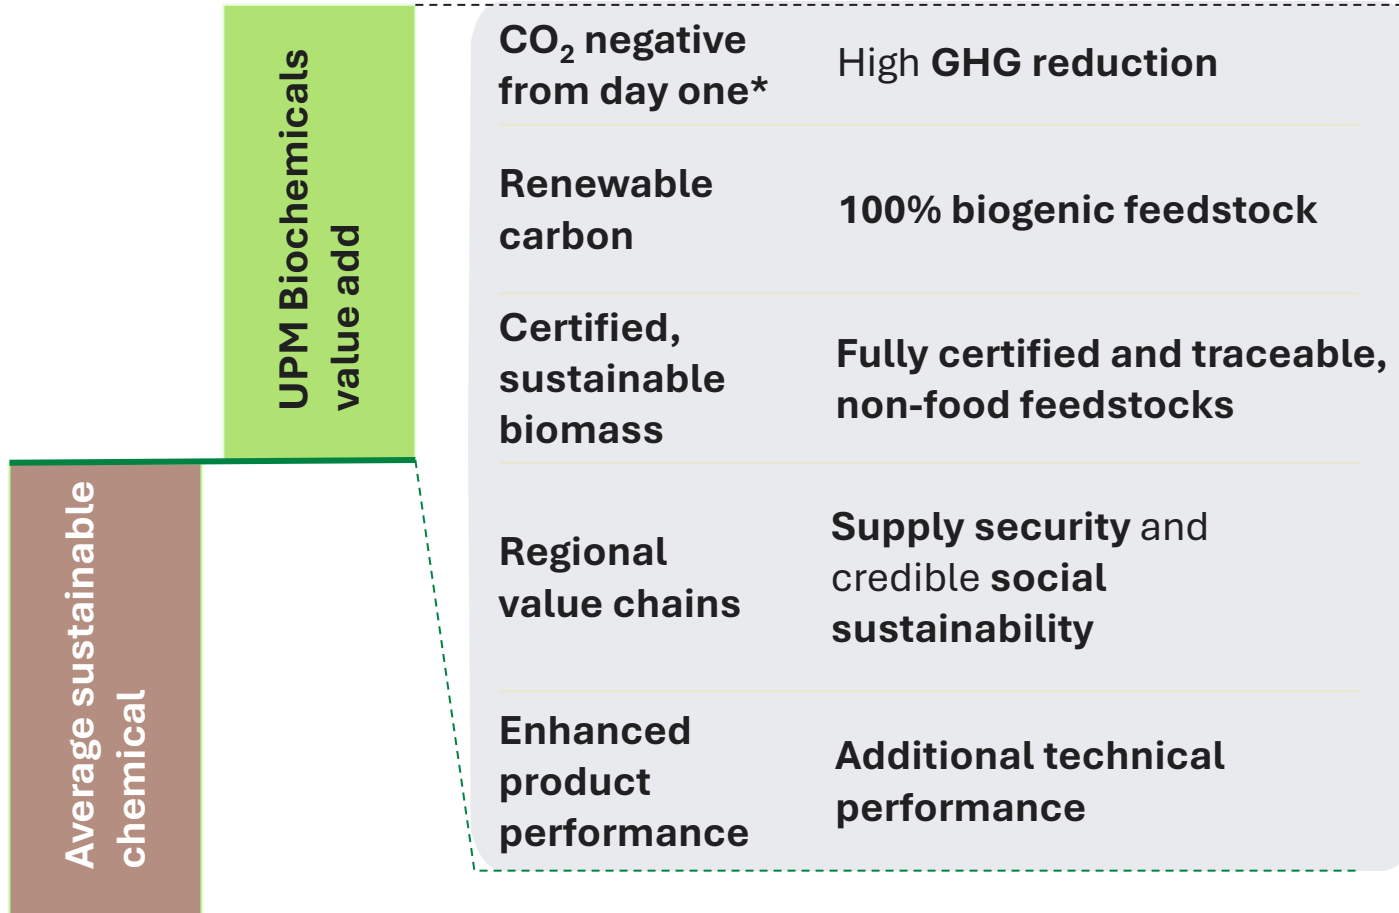 UPM Biochemicals
value add
Average sustainable
chemical
CO₂ negative
from day one*
High GHG reduction
Renewable
carbon
100% biogenic feedstock
Certified,
sustainable
biomass
Fully certified and traceable,
non-food feedstocks
Regional
value chains
Supply security and
credible social
sustainability
Enhanced
product
performance
Additional technical
performance